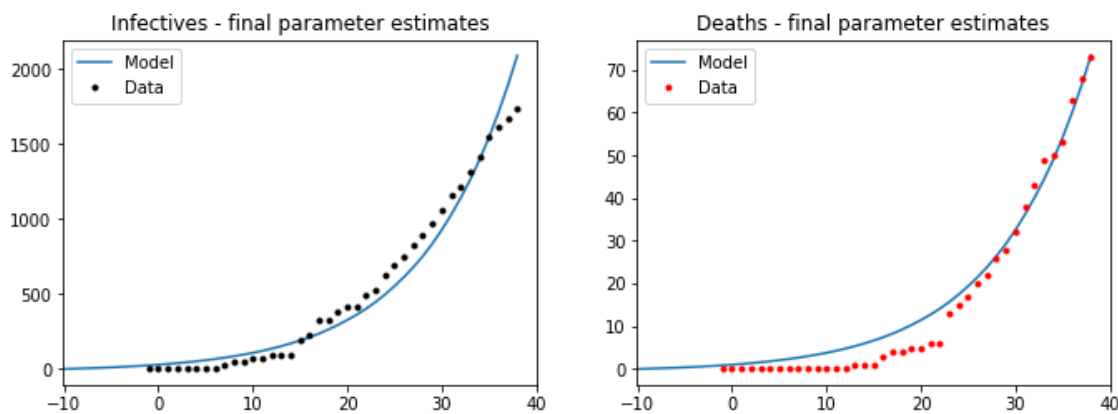 Infectives - final parameter estimates
Model
Data
2000
1500
1000
500
0
−10 0 10 20 30 40
Deaths - final parameter estimates
Model
Data
70
60
50
40
30
20
10
0
−10 0 10 20 30 40